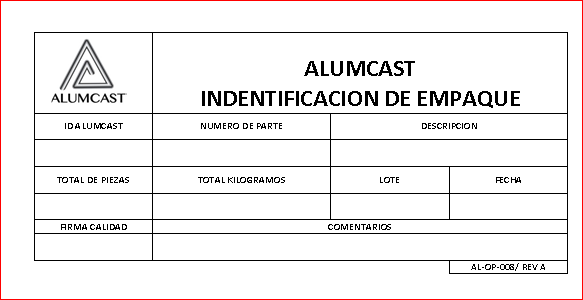 ALUMCAST
ALUMCAST
INDENTIFICACION DE EMPAQUE
ID ALUMCAST NUMERO DE PARTE DESCRIPCION
TOTAL DE PIEZAS TOTAL KILOGRAMOS LOTE FECHA
FIRMA CALIDAD COMENTARIOS
AL-OP-008/ REV A